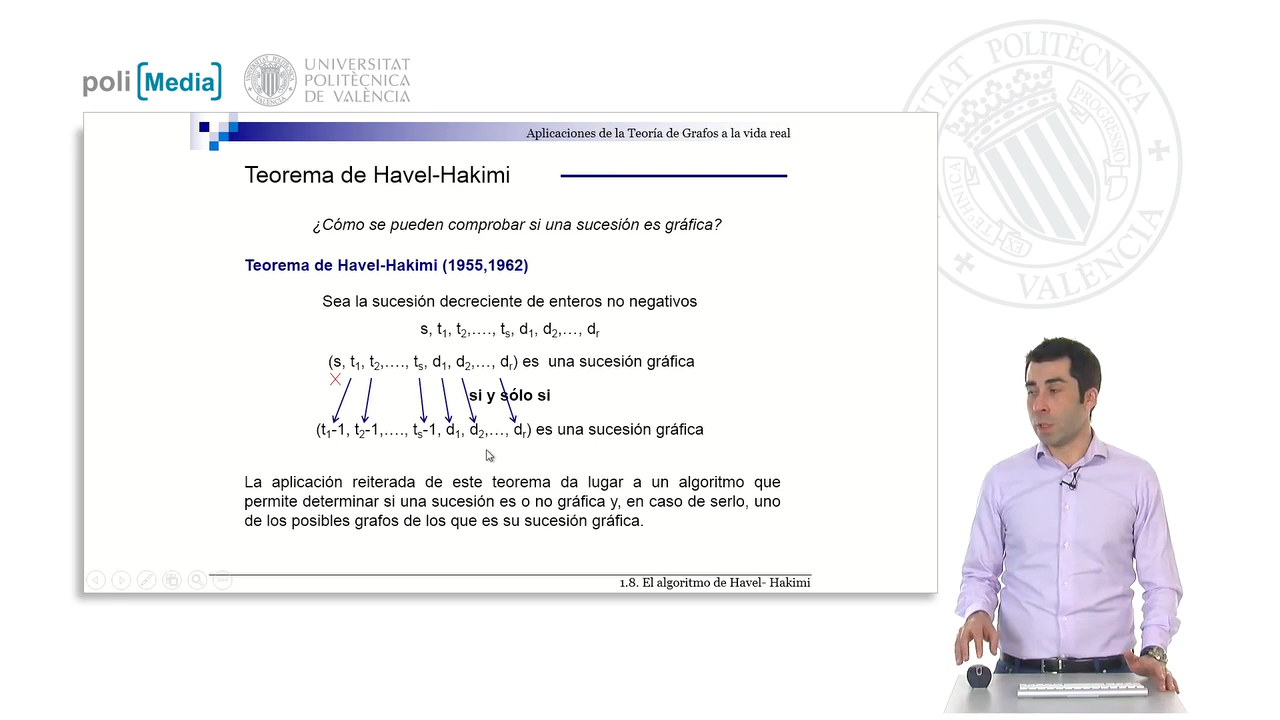 poli [Media]
UNIVERSITAT
POLITÈCNICA
DE VALÈNCIA
Aplicaciones de la Teoría de Grafos a la vida real
Teorema de Havel-Hakimi
¿Cómo se pueden comprobar si una sucesión es gráfica?
Teorema de Havel-Hakimi (1955,1962)
Sea la sucesión decreciente de enteros no negativos
s, t₁, t₂,…., tₛ, d₁, d₂,…, dᵣ
(s, t₁, t₂,…., tₛ, d₁, d₂,…, dᵣ) es una sucesión gráfica
si y sólo si
(t₁-1, t₂-1,…., tₛ-1, d₁, d₂,…, dᵣ) es una sucesión gráfica
La aplicación reiterada de este teorema da lugar a un algoritmo que
permite determinar si una sucesión es o no gráfica y, en caso de serlo, uno
de los posibles grafos de los que es su sucesión gráfica.
1.8. El algoritmo de Havel- Hakimi